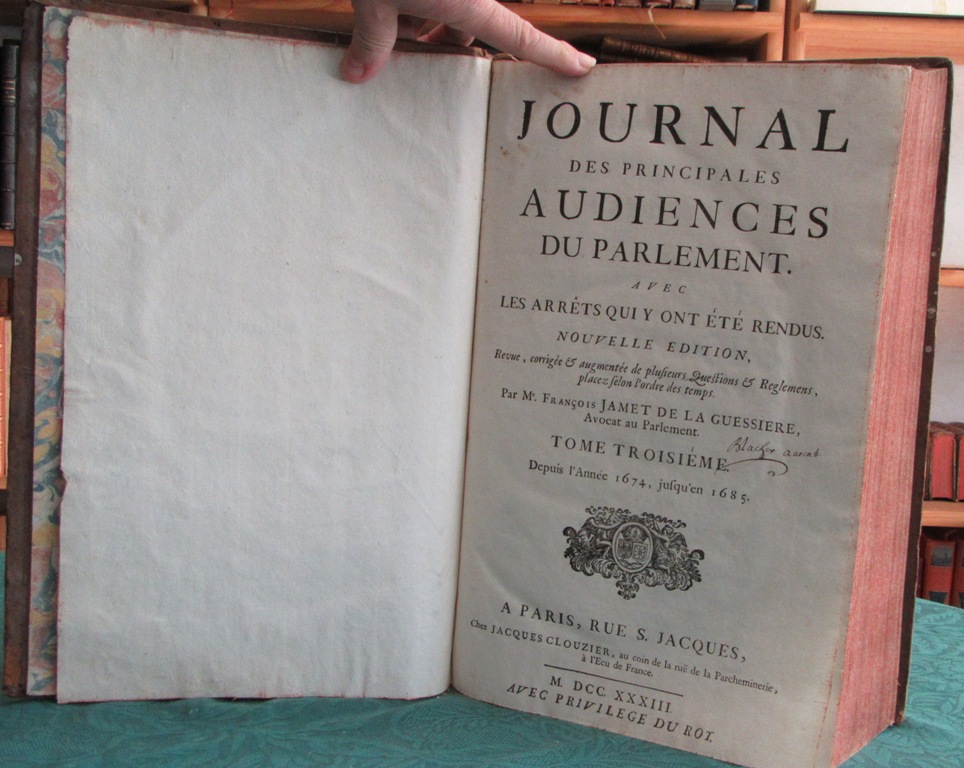 JOURNAL
DES PRINCIPALES
AUDIENCES
DU PARLEMENT.
AVEC
LES ARRÊTS QUI Y ONT ÉTÉ RENDUS.
NOUVELLE EDITION,
Revue, corrigée & augmentée de pluſieurs Queſtions & Reglemens,
placez ſelon l'ordre des temps.
Par Mᵉ. FRANÇOIS JAMET DE LA GUESSIERE,
Avocat au Parlement.
TOME TROISIÉME.
avocat
Depuis l'Année 1674, juſqu'en 1685.
A PARIS, RUE S. JACQUES,
Chez JACQUES CLOUZIER, au coin de la ruë de la Parcheminerie,
à l'Ecu de France.
M. DCC. XXXIII
AVEC PRIVILEGE DU ROY.